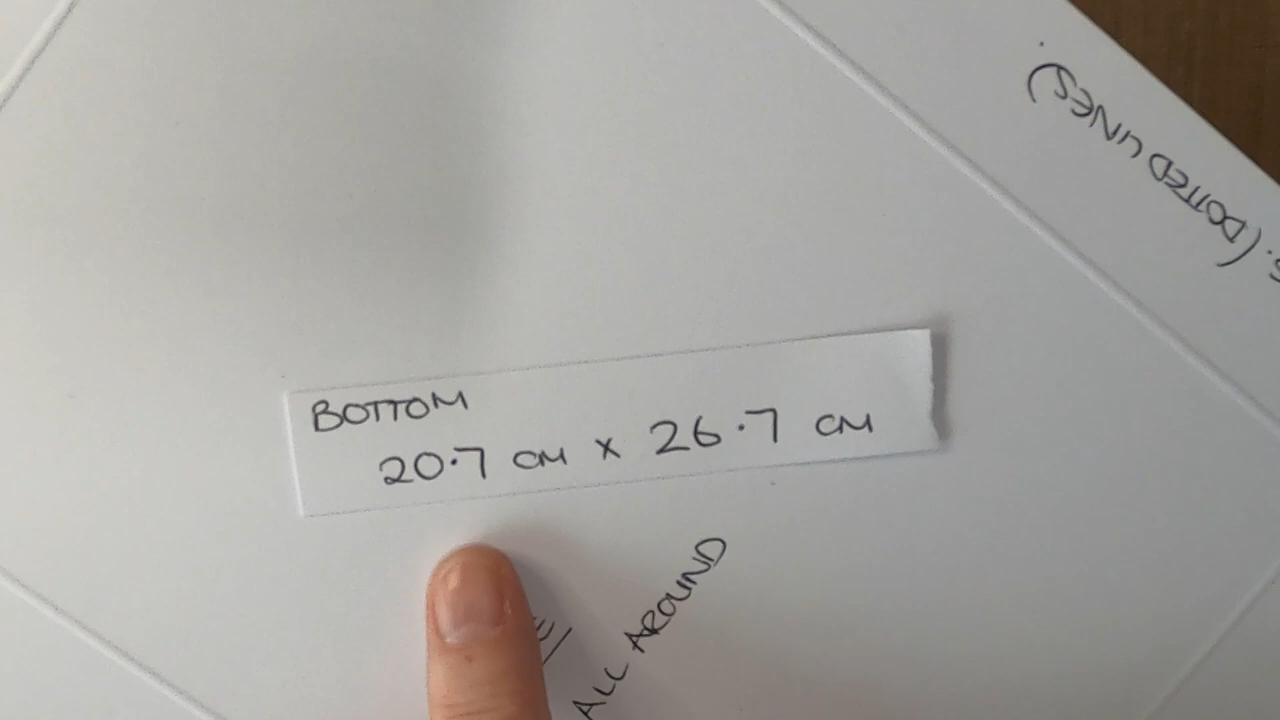 BOTTOM
20.7 CM x 26.7 CM
ALL AROUND
. (DOTTED LINES).